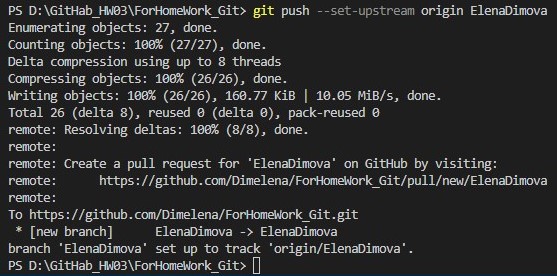 PS D:\GitHab_HW03\ForHomeWork_Git> git push --set-upstream origin ElenaDimova
Enumerating objects: 27, done.
Counting objects: 100% (27/27), done.
Delta compression using up to 8 threads
Compressing objects: 100% (26/26), done.
Writing objects: 100% (26/26), 160.77 KiB | 10.05 MiB/s, done.
Total 26 (delta 8), reused 0 (delta 0), pack-reused 0
remote: Resolving deltas: 100% (8/8), done.
remote:
remote: Create a pull request for 'ElenaDimova' on GitHub by visiting:
remote:      https://github.com/Dimelena/ForHomeWork_Git/pull/new/ElenaDimova
remote:
To https://github.com/Dimelena/ForHomeWork_Git.git
 * [new branch]      ElenaDimova -> ElenaDimova
branch 'ElenaDimova' set up to track 'origin/ElenaDimova'.
PS D:\GitHab_HW03\ForHomeWork_Git>